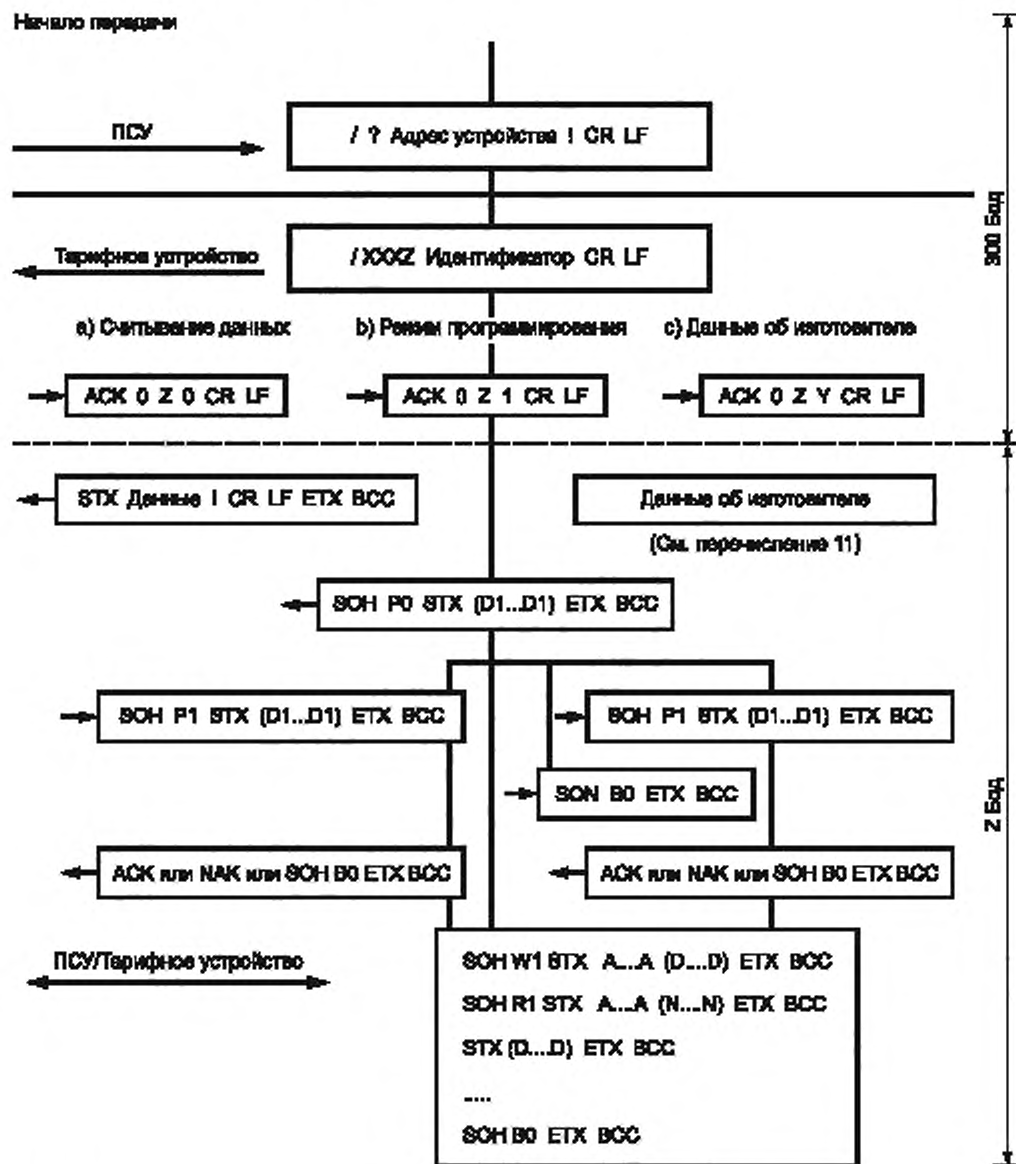 Начало передачи
ПСУ
/ ? Адрес устройства ! CR LF
300 Бод
Тарифное устройство
/ XXXZ Идентификатор CR LF
a) Считывание данных
b) Режим программирования
c) Данные об изготовителе
ACK 0 Z 0 CR LF
ACK 0 Z 1 CR LF
ACK 0 Z Y CR LF
STX Данные ! CR LF ETX BCC
Данные об изготовителе
(См. перечисление 11)
SOH P0 STX (D1...D1) ETX BCC
SOH P1 STX (D1...D1) ETX BCC
SOH P1 STX (D1...D1) ETX BCC
SON B0 ETX BCC
Z Бод
ACK или NAK или SOH B0 ETX BCC
ACK или NAK или SOH B0 ETX BCC
ПСУ/Тарифное устройство
SOH W1 STX A...A (D....D) ETX BCC
SOH R1 STX A...A (N....N) ETX BCC
STX (D....D) ETX BCC
.....
SOH B0 ETX BCC